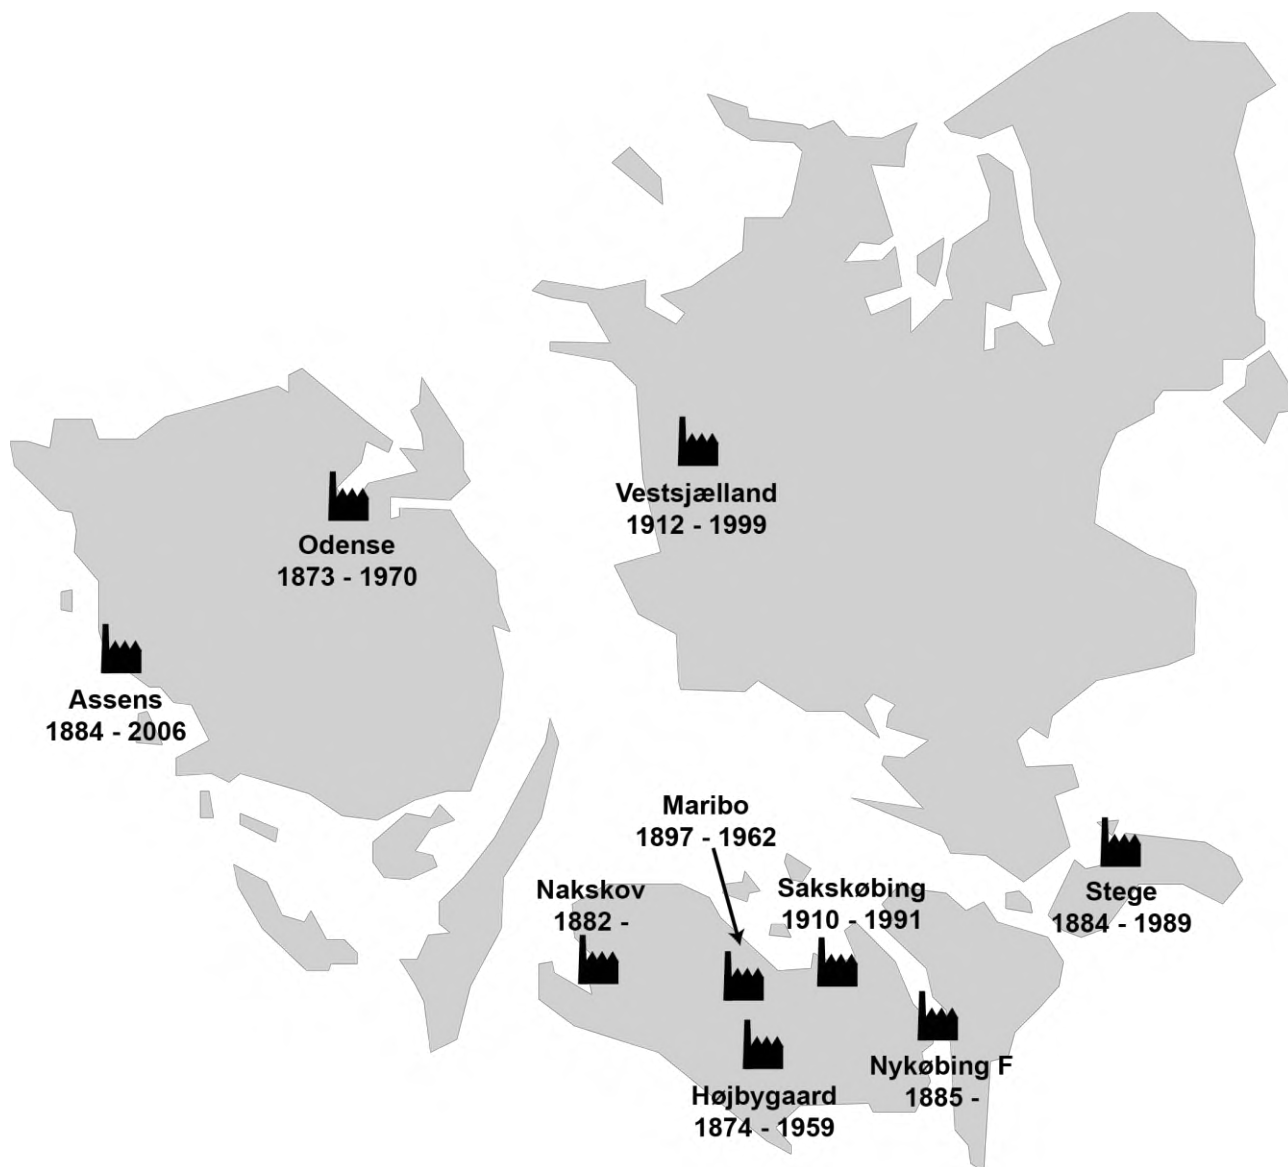 Vestsjælland
1912 - 1999
Odense
1873 - 1970
Assens
1884 - 2006
Maribo
1897 - 1962
Nakskov
1882 -
Sakskøbing
1910 - 1991
Stege
1884 - 1989
Nykøbing F
1885 -
Højbygaard
1874 - 1959